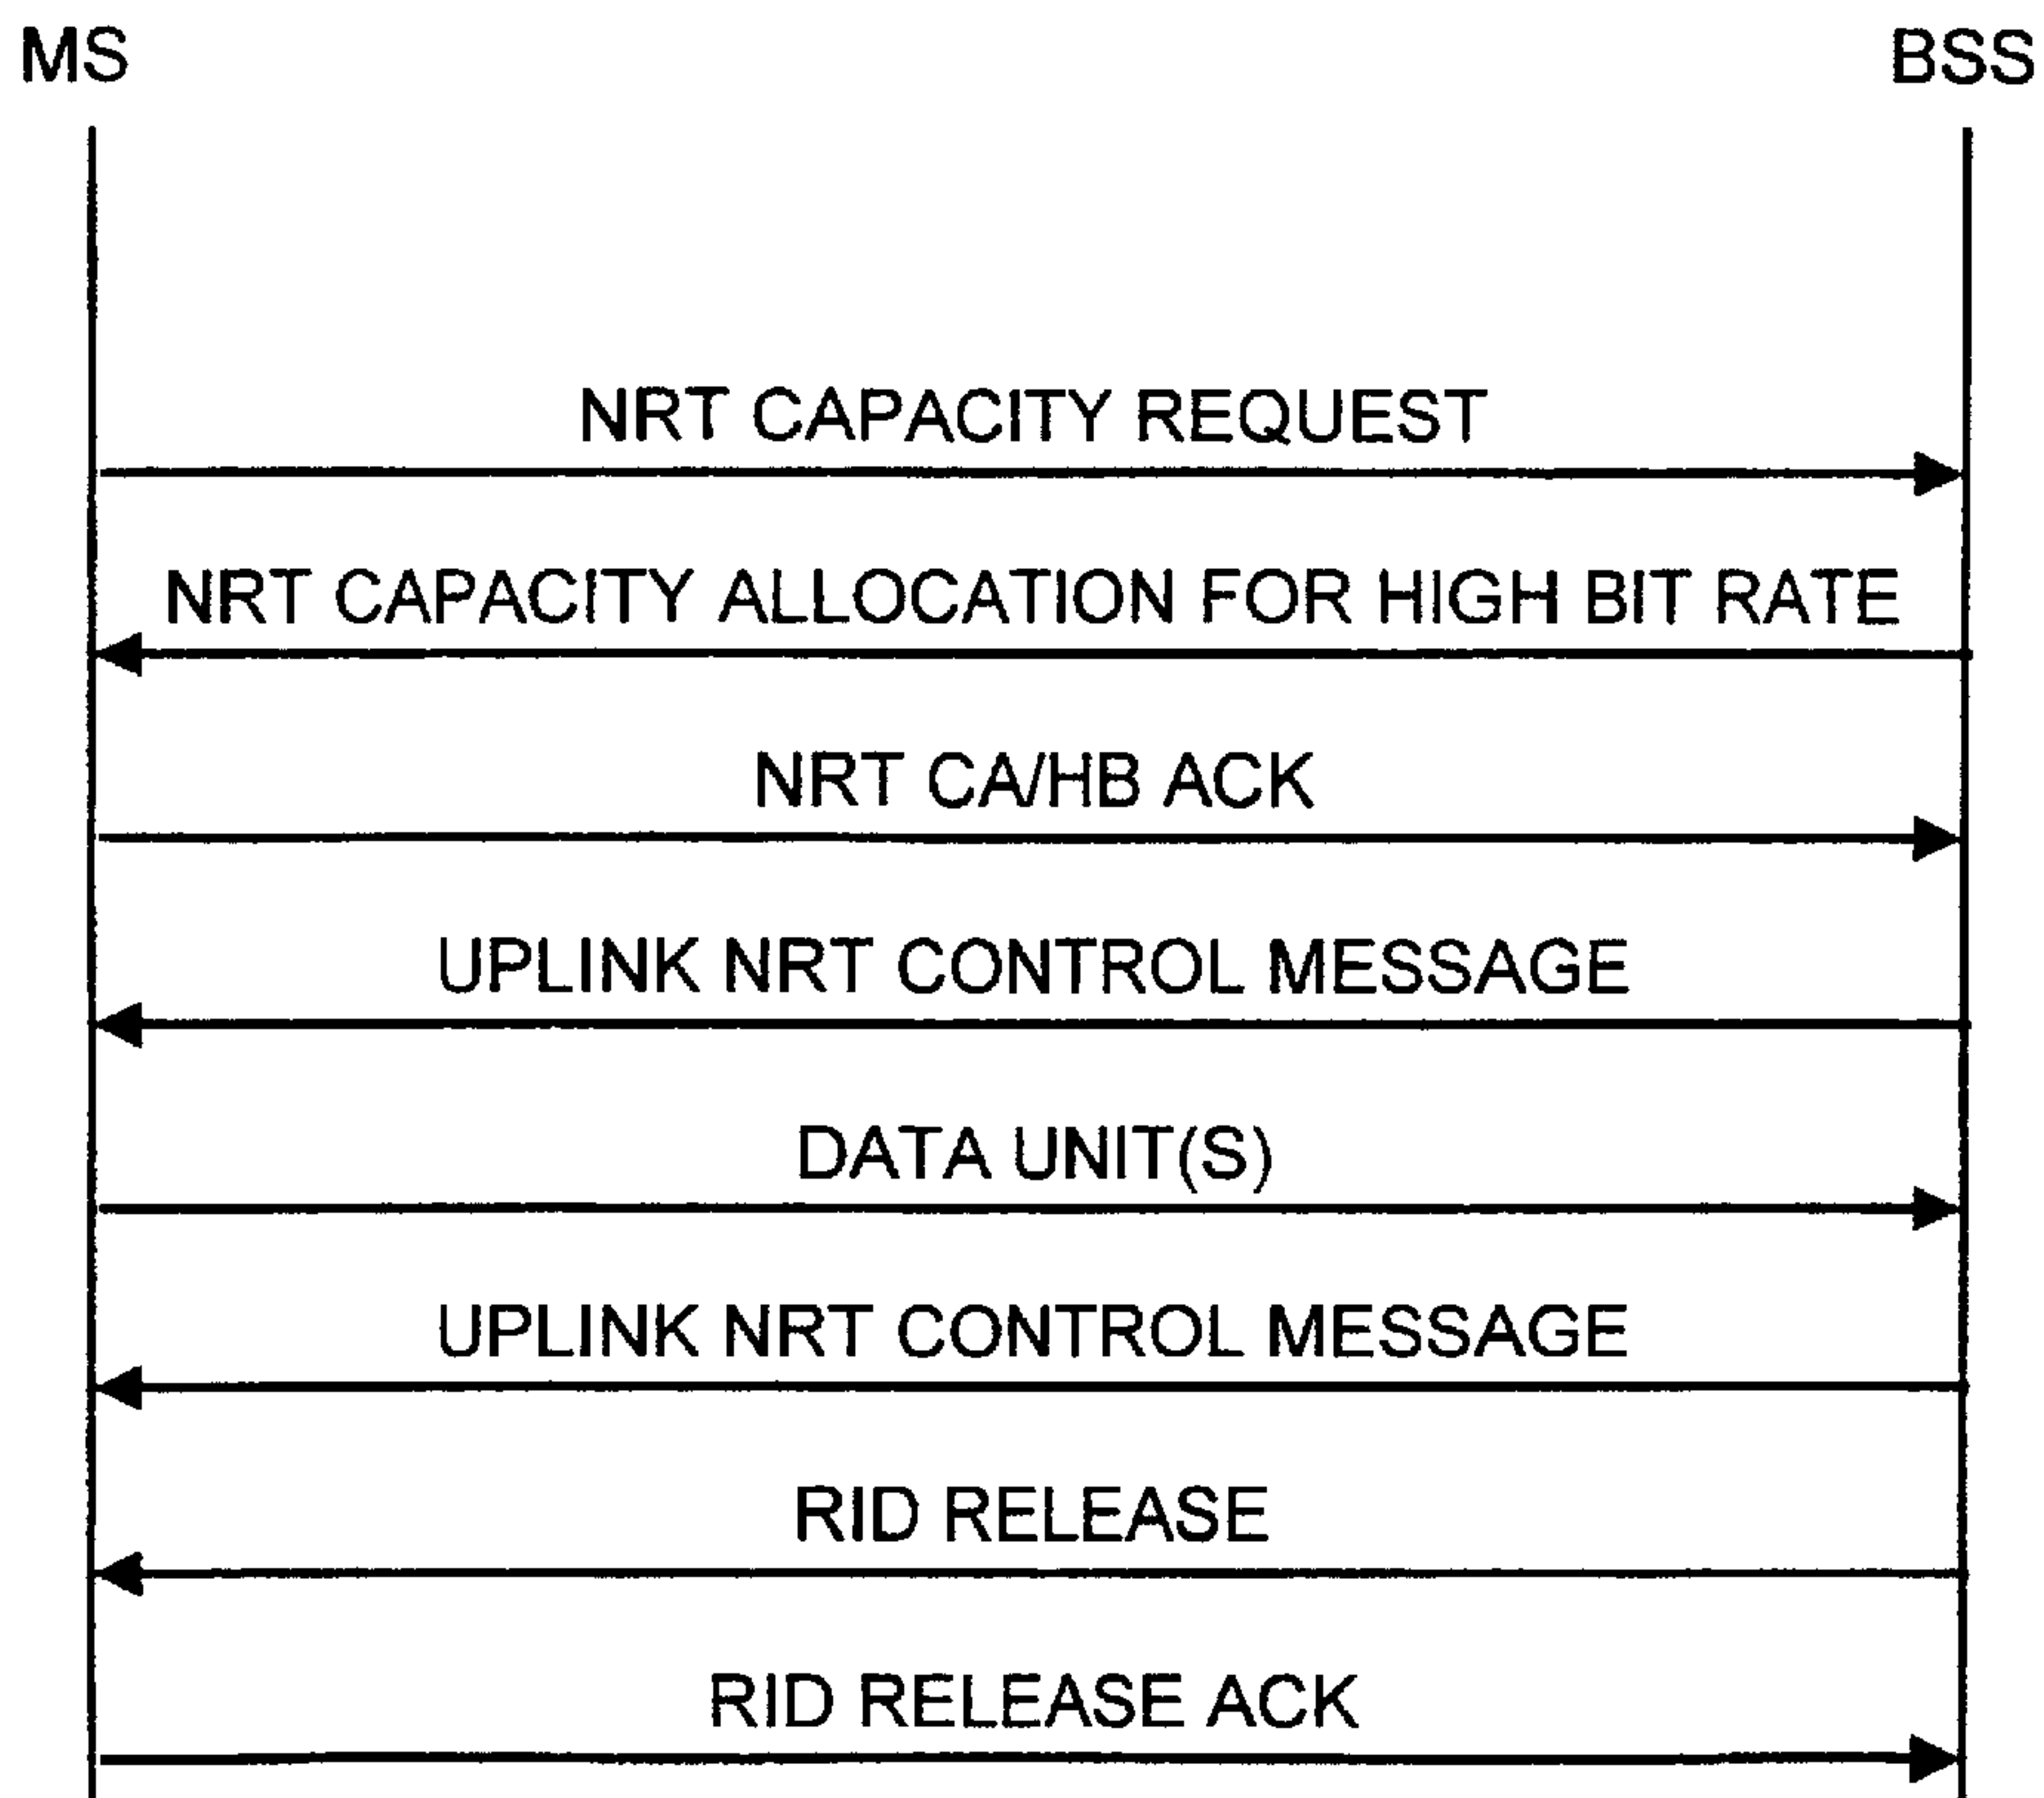 MS BSS
NRT CAPACITY REQUEST
NRT CAPACITY ALLOCATION FOR HIGH BIT RATE
NRT CA/HB ACK
UPLINK NRT CONTROL MESSAGE
DATA UNIT(S)
UPLINK NRT CONTROL MESSAGE
RID RELEASE
RID RELEASE ACK